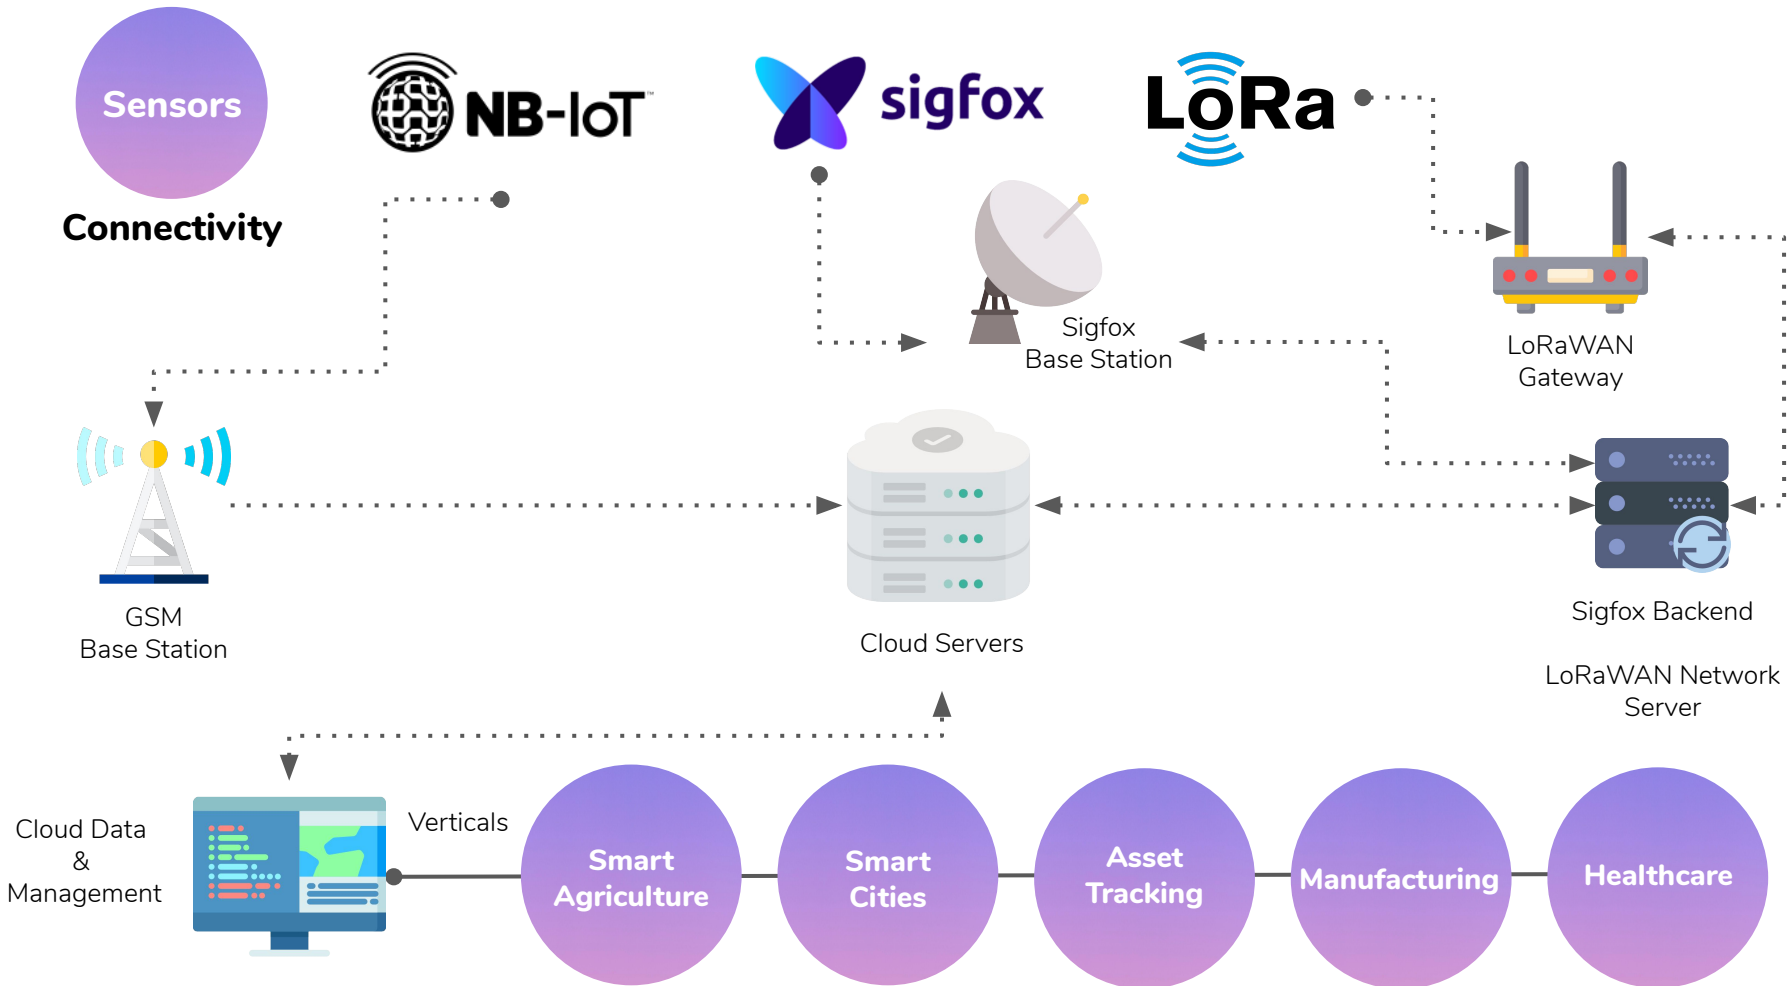 Sensors
Connectivity
NB-IoT™
sigfox
LoRa
Sigfox
Base Station
LoRaWAN
Gateway
GSM
Base Station
Cloud Servers
Sigfox Backend
LoRaWAN Network
Server
Cloud Data
&
Management
Verticals
Smart
Agriculture
Smart
Cities
Asset
Tracking
Manufacturing
Healthcare